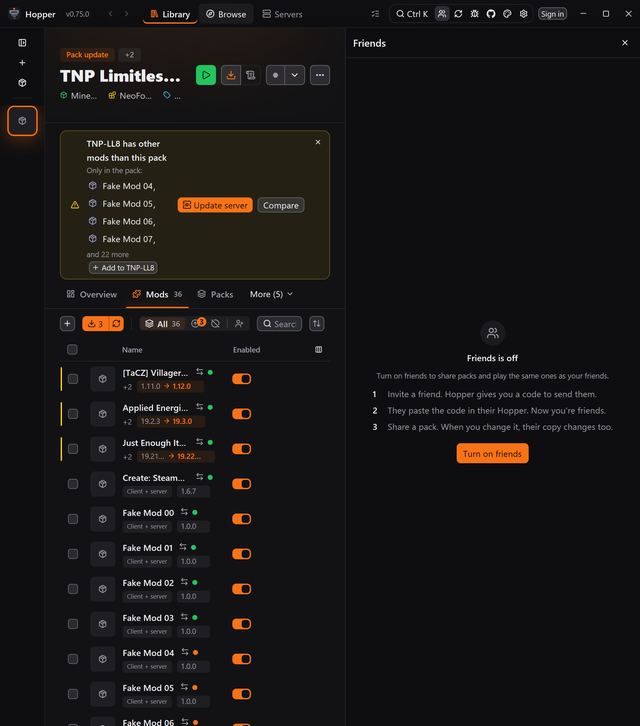 Hopper v0.75.0 Library Browse Servers Ctrl K Sign in
Pack update +2
TNP Limitles...
Mine... NeoFo... ...
TNP-LL8 has other
mods than this pack
Only in the pack:
Fake Mod 04,
Fake Mod 05,
Fake Mod 06,
Fake Mod 07,
and 22 more
+ Add to TNP-LL8
Update server Compare
Overview Mods 36 Packs More (5)
3 All 36 3 Searc
Name Enabled
[TaCZ] Villager...
+2 1.11.0 → 1.12.0
Applied Energi...
+2 19.2.3 → 19.3.0
Just Enough It...
+2 19.21... → 19.22...
Create: Steam...
Client + server 1.6.7
Fake Mod 00
Client + server 1.0.0
Fake Mod 01
Client + server 1.0.0
Fake Mod 02
Client + server 1.0.0
Fake Mod 03
Client + server 1.0.0
Fake Mod 04
Client + server 1.0.0
Fake Mod 05
Client + server 1.0.0
Fake Mod 06
Friends
Friends is off
Turn on friends to share packs and play the same ones as your friends.
1 Invite a friend. Hopper gives you a code to send them.
2 They paste the code in their Hopper. Now you're friends.
3 Share a pack. When you change it, their copy changes too.
Turn on friends